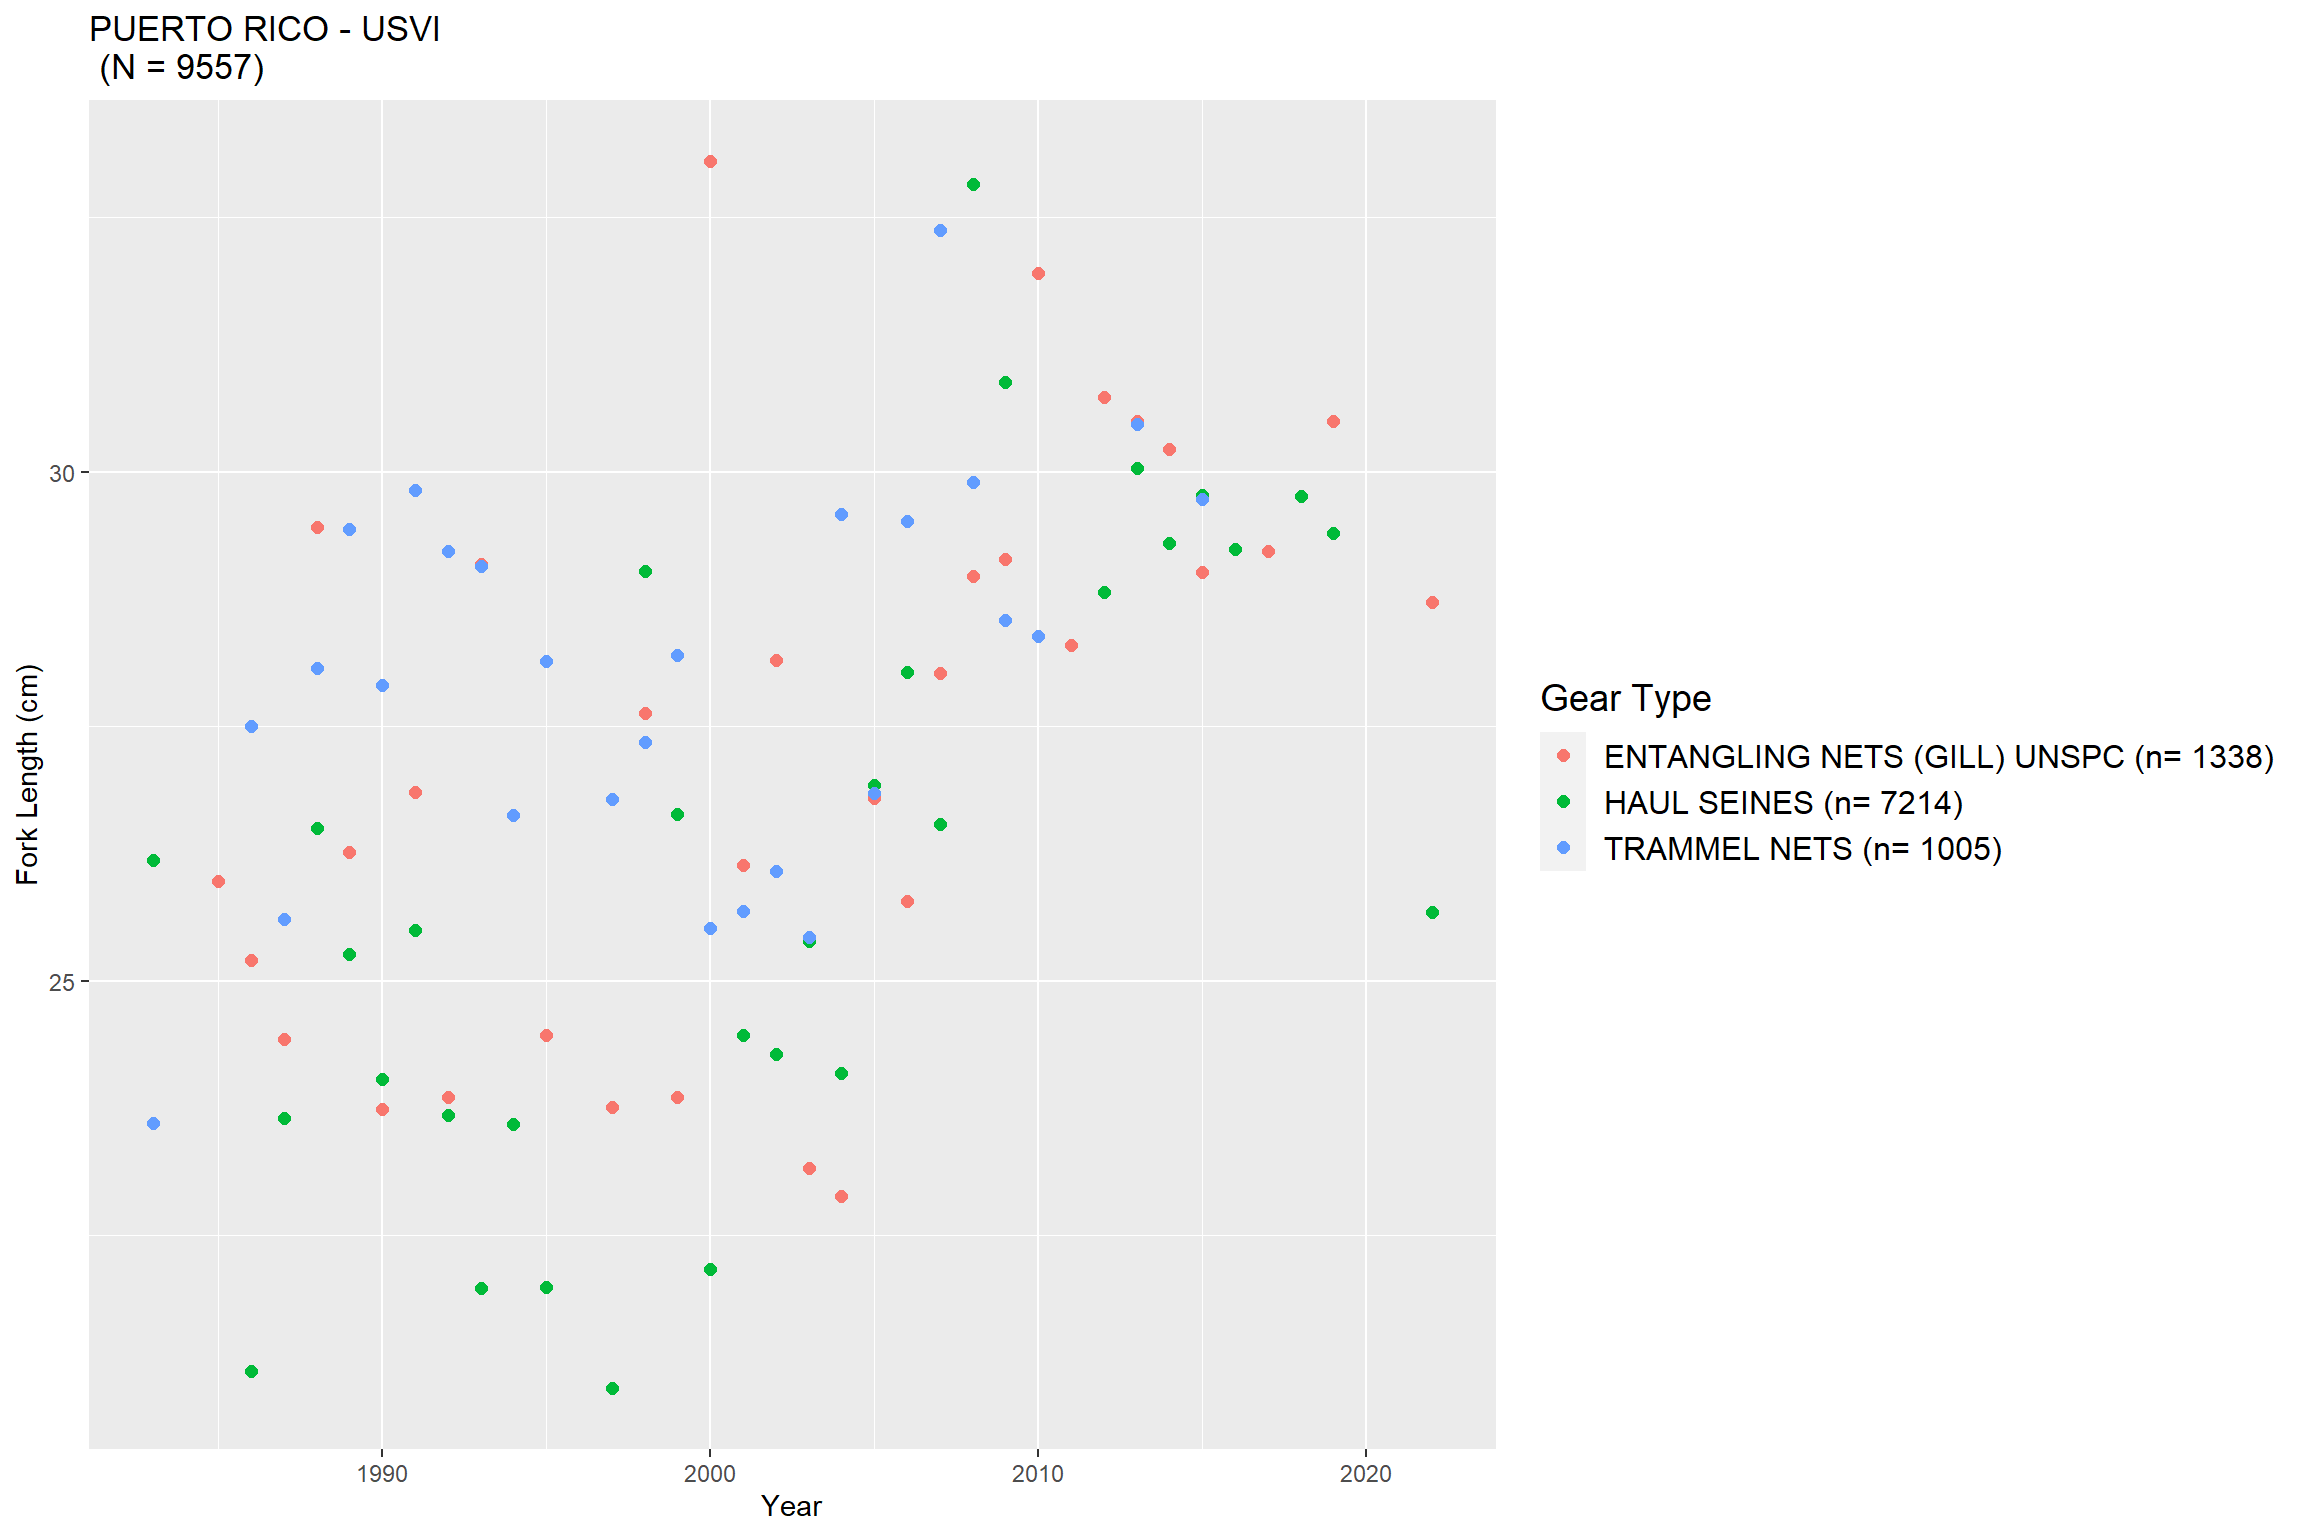 PUERTO RICO - USVI
(N = 9557)
30
25
Fork Length (cm)
1990
2000
2010
2020
Year
Gear Type
ENTANGLING NETS (GILL) UNSPC (n= 1338)
HAUL SEINES (n= 7214)
TRAMMEL NETS (n= 1005)